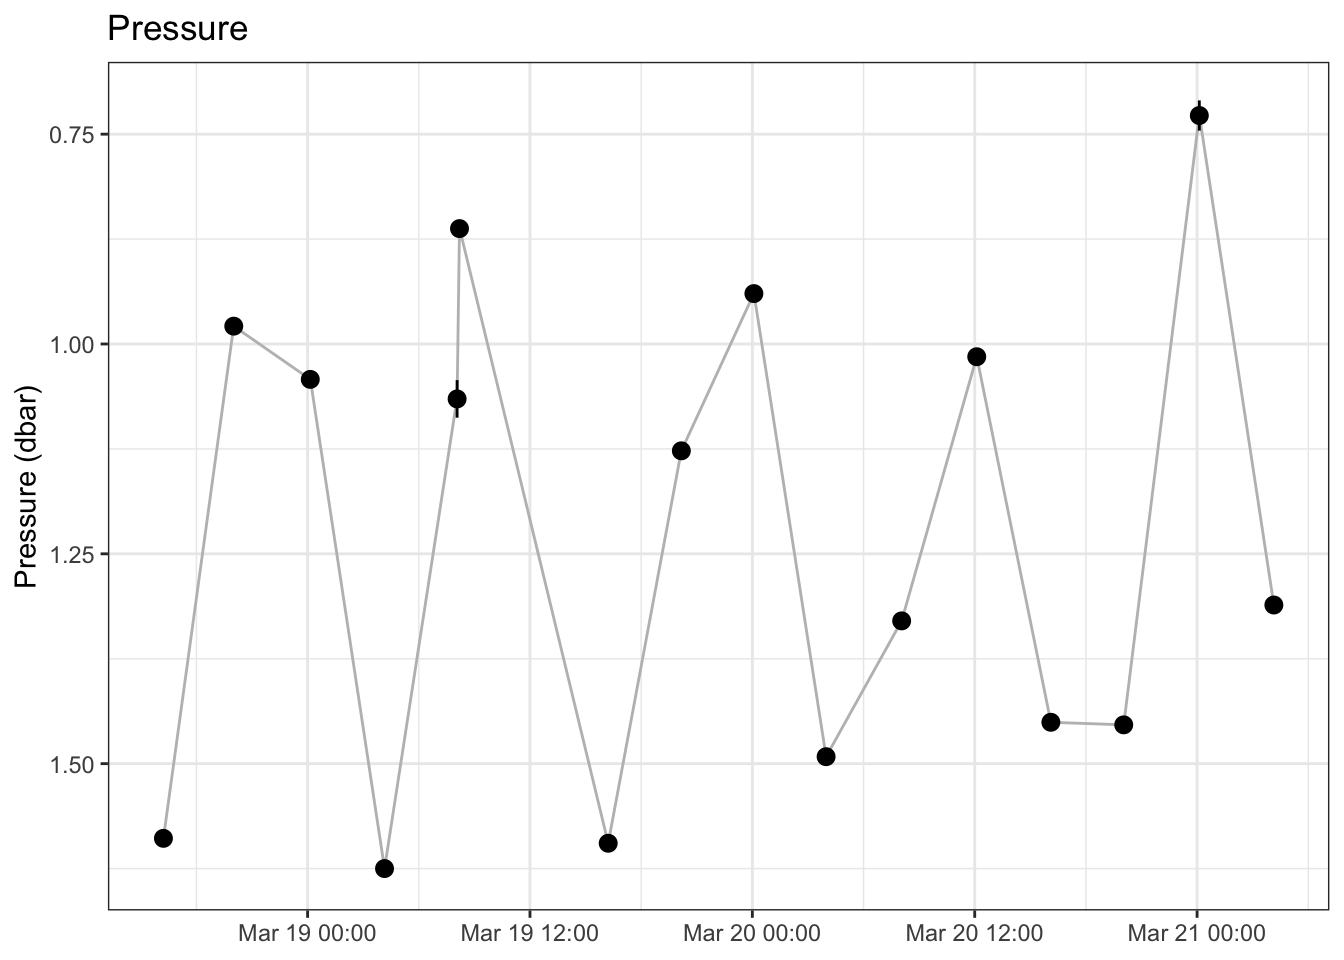 Pressure
0.75
1.00
1.25
1.50
Pressure (dbar)
Mar 19 00:00
Mar 19 12:00
Mar 20 00:00
Mar 20 12:00
Mar 21 00:00